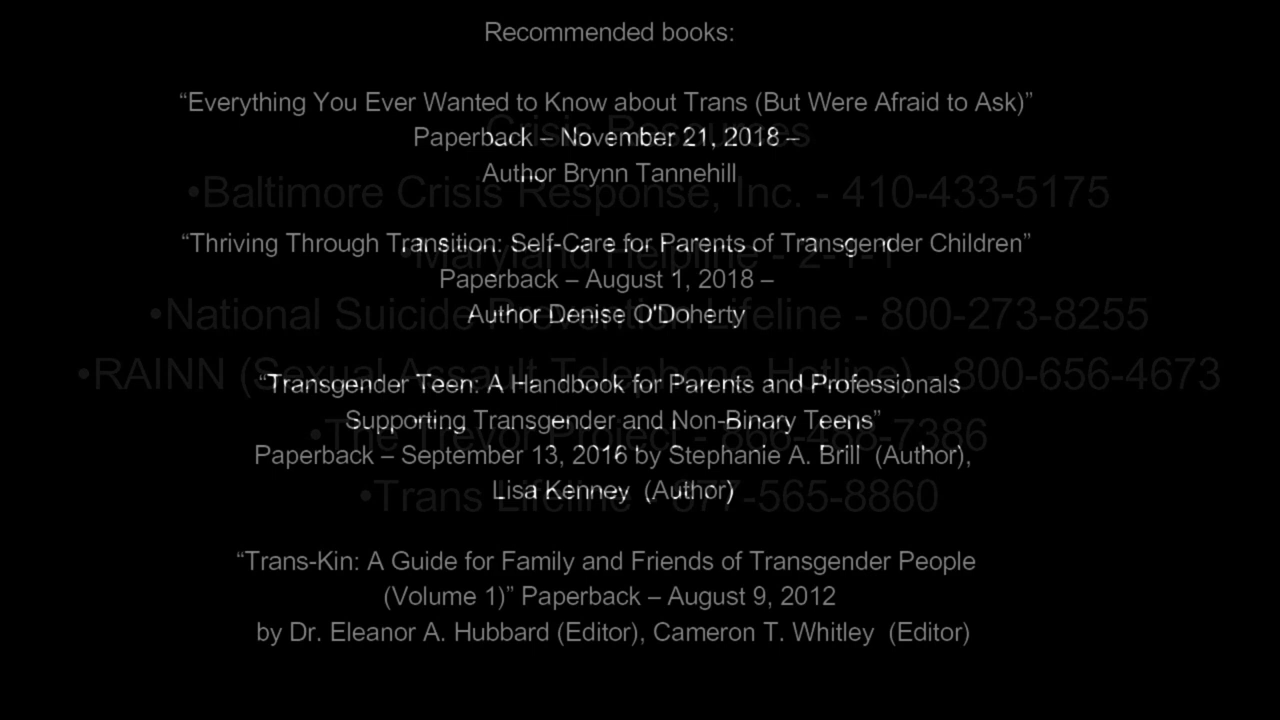 Recommended books:
“Everything You Ever Wanted to Know about Trans (But Were Afraid to Ask)”
Paperback – November 21, 2018 –
Author Brynn Tannehill
“Thriving Through Transition: Self-Care for Parents of Transgender Children”
Paperback – August 1, 2018 –
Author Denise O'Doherty
“Transgender Teen: A Handbook for Parents and Professionals
Supporting Transgender and Non-Binary Teens”
Paperback – September 13, 2016 by Stephanie A. Brill (Author),
Lisa Kenney (Author)
“Trans-Kin: A Guide for Family and Friends of Transgender People
(Volume 1)” Paperback – August 9, 2012
by Dr. Eleanor A. Hubbard (Editor), Cameron T. Whitley (Editor)
Crisis Resources
•Baltimore Crisis Response, Inc. - 410-433-5175
•Maryland Helpline - 2-1-1
•National Suicide Prevention Lifeline - 800-273-8255
•RAINN (Sexual Assault Telephone Hotline) - 800-656-4673
•The Trevor Project - 866-488-7386
•Trans Lifeline - 877-565-8860